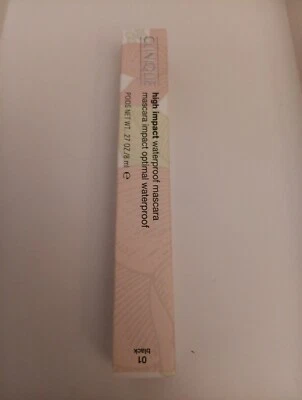 CLINIQUE
high impact waterproof mascara
mascara impact optimal waterproof
POIDS NET WT. .27 OZ./8 ml ℮
01
black